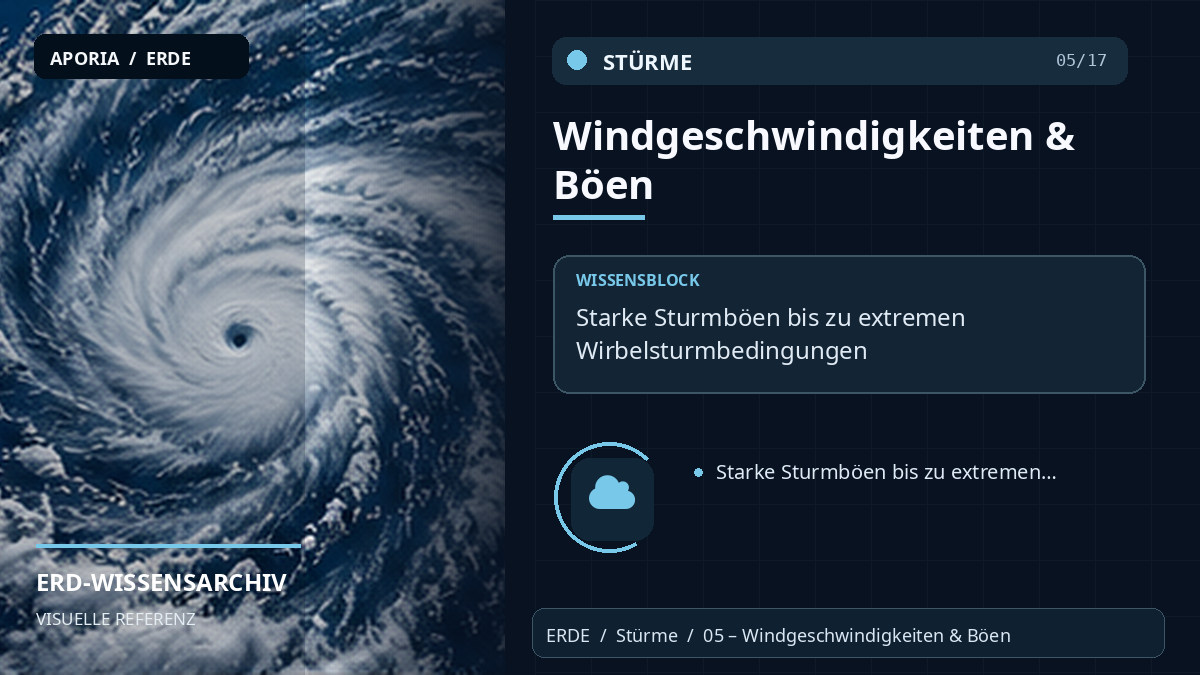 APORIA / ERDE
ERD-WISSENSARCHIV
VISUELLE REFERENZ
STÜRME
05/17
Windgeschwindigkeiten &
Böen
WISSENSBLOCK
Starke Sturmböen bis zu extremen
Wirbelsturmbedingungen
Starke Sturmböen bis zu extremen...
ERDE / Stürme / 05 – Windgeschwindigkeiten & Böen